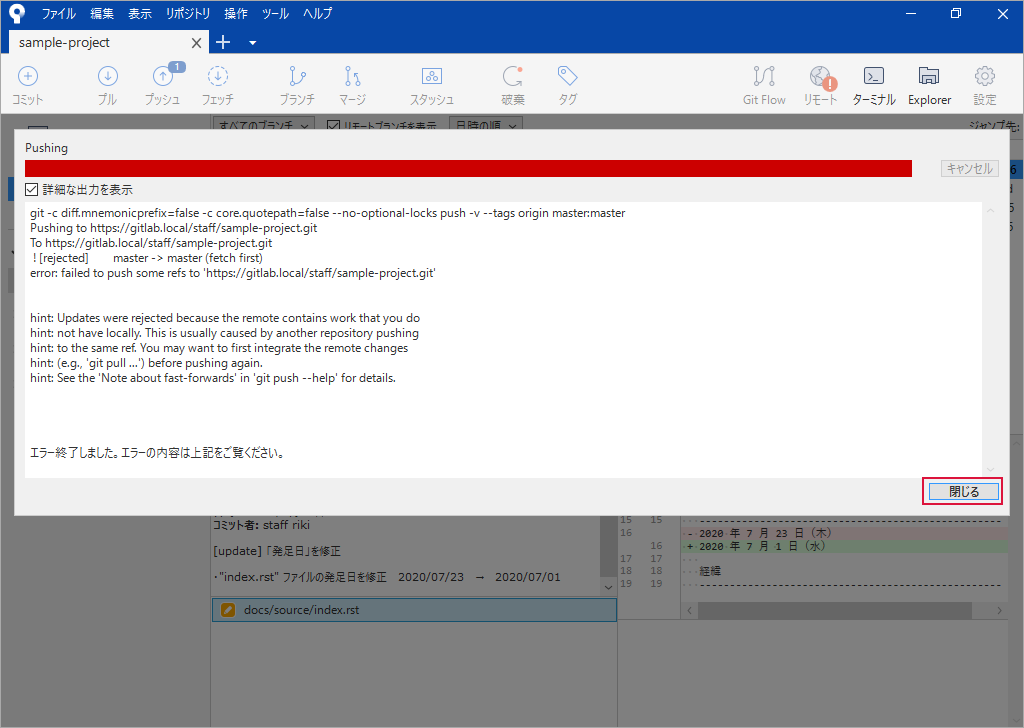 ファイル 編集 表示 リポジトリ 操作 ツール ヘルプ
sample-project
1
コミット プル プッシュ フェッチ ブランチ マージ スタッシュ 破棄 タグ Git Flow リモート ターミナル Explorer 設定
すべてのブランチ リモートブランチを表示 日時の順 ジャンプ先:
Pushing
キャンセル
詳細な出力を表示
git -c diff.mnemonicprefix=false -c core.quotepath=false --no-optional-locks push -v --tags origin master:master
Pushing to https://gitlab.local/staff/sample-project.git
To https://gitlab.local/staff/sample-project.git
! [rejected] master -> master (fetch first)
error: failed to push some refs to 'https://gitlab.local/staff/sample-project.git'
hint: Updates were rejected because the remote contains work that you do
hint: not have locally. This is usually caused by another repository pushing
hint: to the same ref. You may want to first integrate the remote changes
hint: (e.g., 'git pull ...') before pushing again.
hint: See the 'Note about fast-forwards' in 'git push --help' for details.
エラー終了しました。エラーの内容は上記をご覧ください。
閉じる
コミット者: staff riki
[update] 「発足日」を修正
・"index.rst" ファイルの発足日を修正 2020/07/23 → 2020/07/01
docs/source/index.rst
15 15
16 - 2020 年 7 月 23 日 (木)
16 + 2020 年 7 月 1 日 (水)
17 17
18 18 経緯
19 19